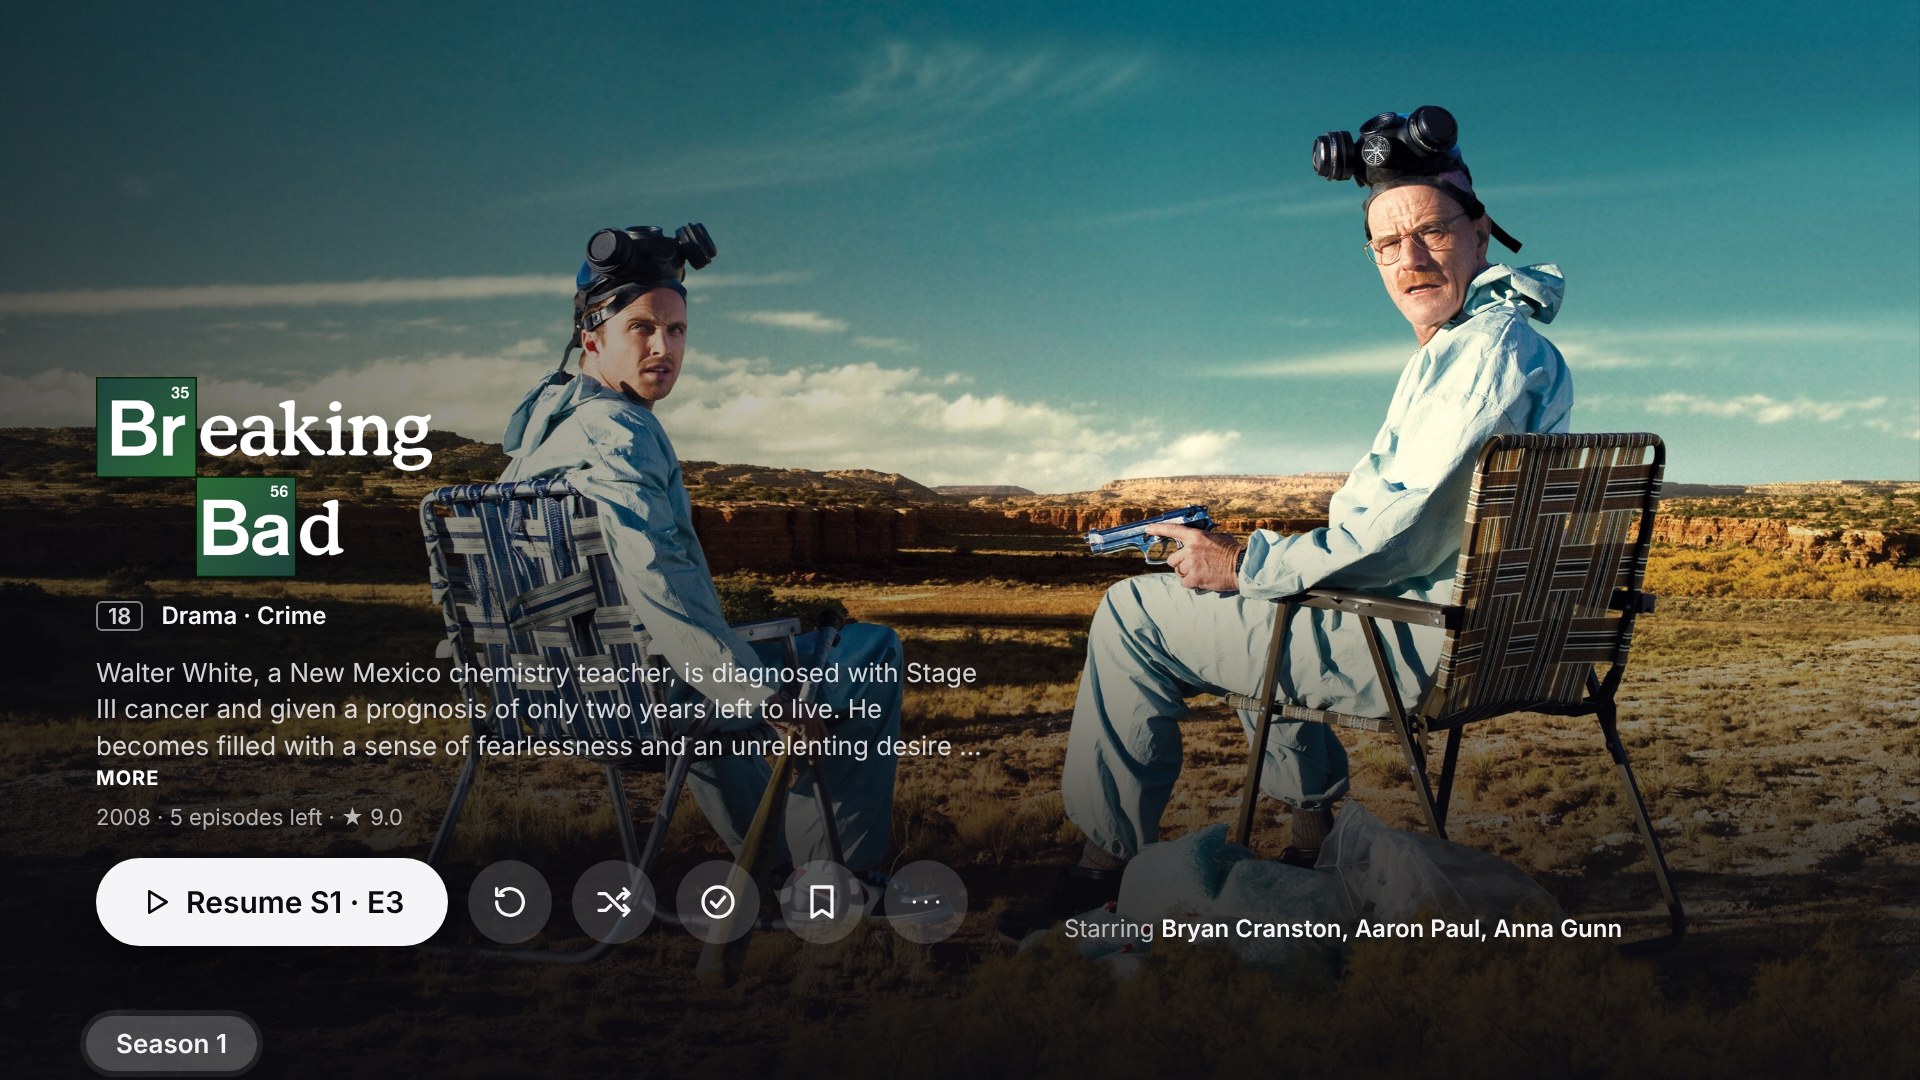 35
Breaking
56
Bad
18 Drama · Crime
Walter White, a New Mexico chemistry teacher, is diagnosed with Stage
III cancer and given a prognosis of only two years left to live. He
becomes filled with a sense of fearlessness and an unrelenting desire ...
MORE
2008 · 5 episodes left · ★ 9.0
Resume S1 · E3
Starring Bryan Cranston, Aaron Paul, Anna Gunn
Season 1